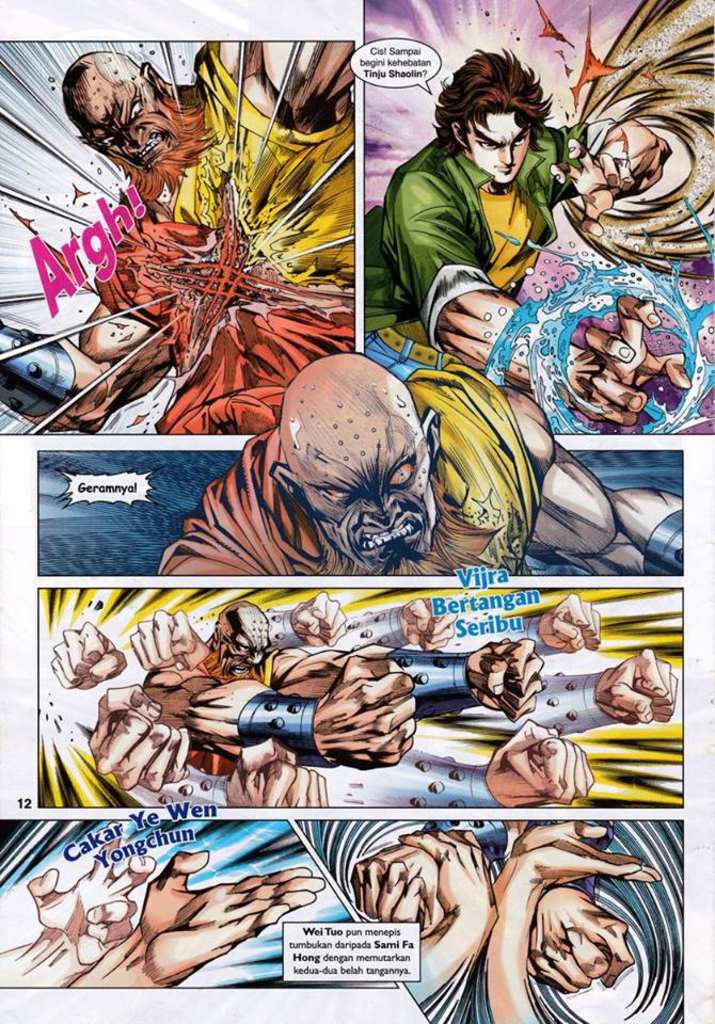 Cis! Sampai
begini kehebatan
Tinju Shaolin?
Argh!
Geramnya!
Vijra
Bertangan
Seribu
12
Cakar Ye Wen
Yongchun
Wei Tuo pun menepis
tumbukan daripada Sami Fa
Hong dengan memutarkan
kedua-dua belah tangannya.